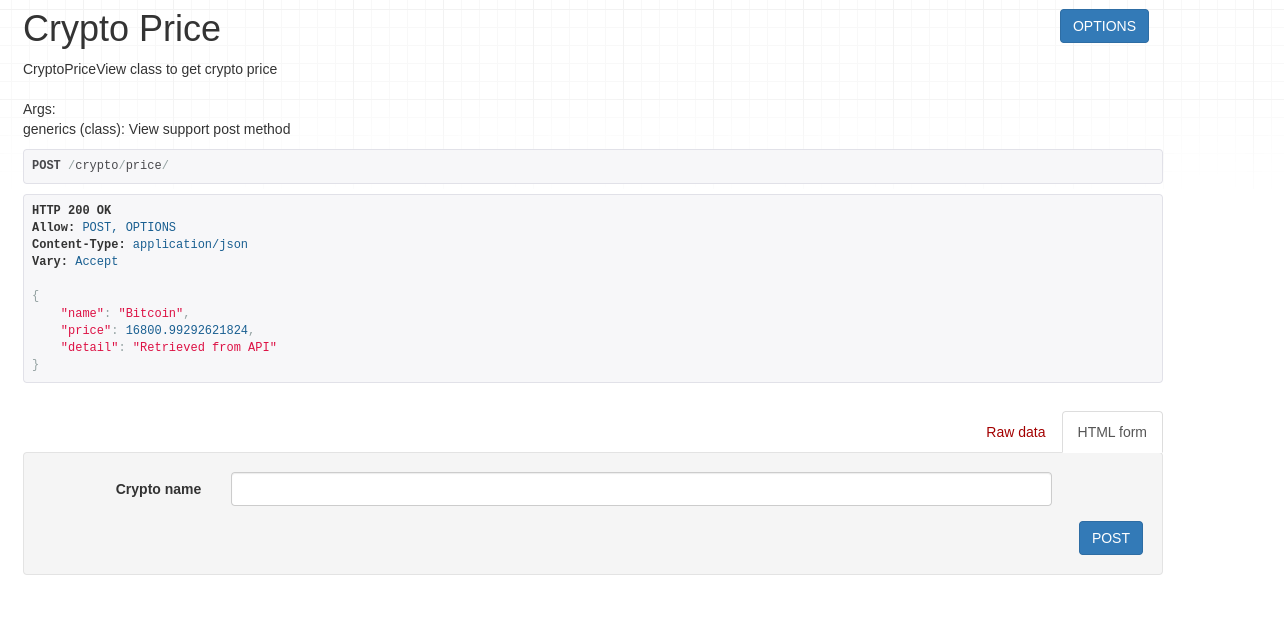 Crypto Price
OPTIONS
CryptoPriceView class to get crypto price
Args:
generics (class): View support post method
POST /crypto/price/
HTTP 200 OK
Allow: POST, OPTIONS
Content-Type: application/json
Vary: Accept
{
    "name": "Bitcoin",
    "price": 16800.99292621824,
    "detail": "Retrieved from API"
}
Raw data
HTML form
Crypto name
POST